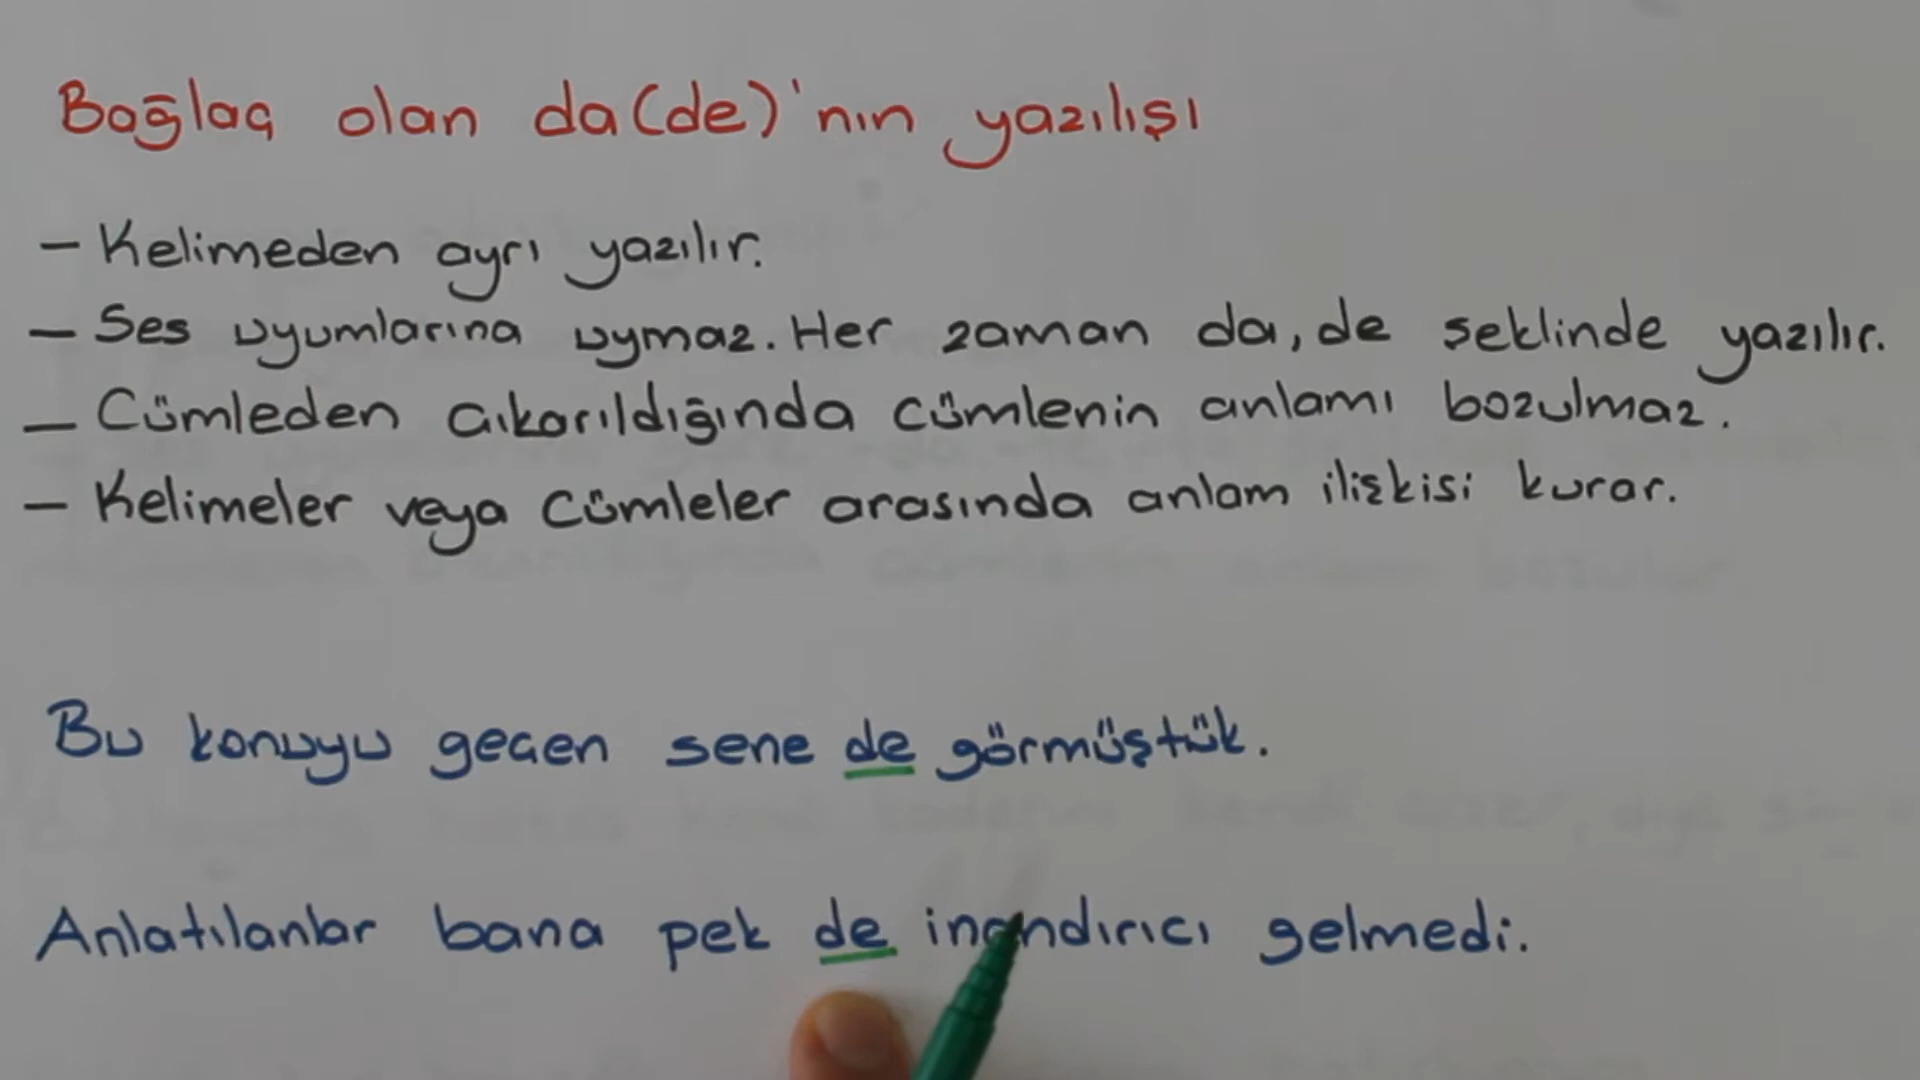 Bağlaç olan da(de)'nın yazılışı
- Kelimeden ayrı yazılır.
- Ses uyumlarına uymaz. Her zaman da, de şeklinde yazılır.
- Cümleden çıkarıldığında cümlenin anlamı bozulmaz.
- Kelimeler veya cümleler arasında anlam ilişkisi kurar.
Bu konuyu geçen sene de görmüştük.
Anlatılanlar bana pek de inandırıcı gelmedi.